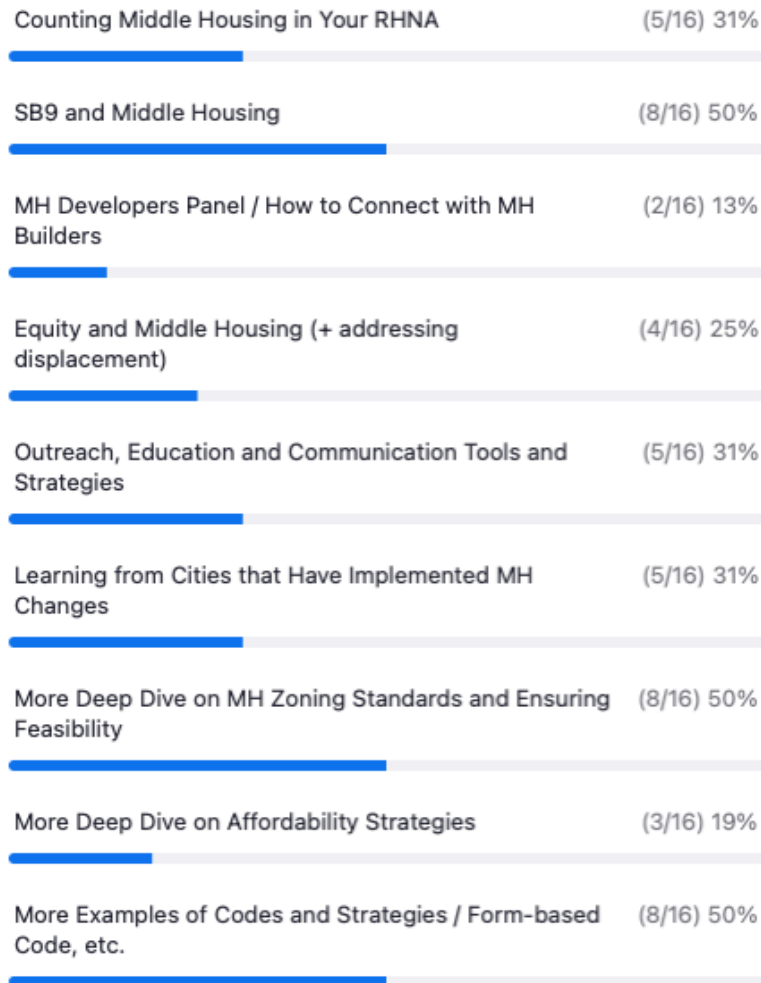 Counting Middle Housing in Your RHNA (5/16) 31%
SB9 and Middle Housing (8/16) 50%
MH Developers Panel / How to Connect with MH (2/16) 13%
Builders
Equity and Middle Housing (+ addressing (4/16) 25%
displacement)
Outreach, Education and Communication Tools and (5/16) 31%
Strategies
Learning from Cities that Have Implemented MH (5/16) 31%
Changes
More Deep Dive on MH Zoning Standards and Ensuring (8/16) 50%
Feasibility
More Deep Dive on Affordability Strategies (3/16) 19%
More Examples of Codes and Strategies / Form-based (8/16) 50%
Code, etc.